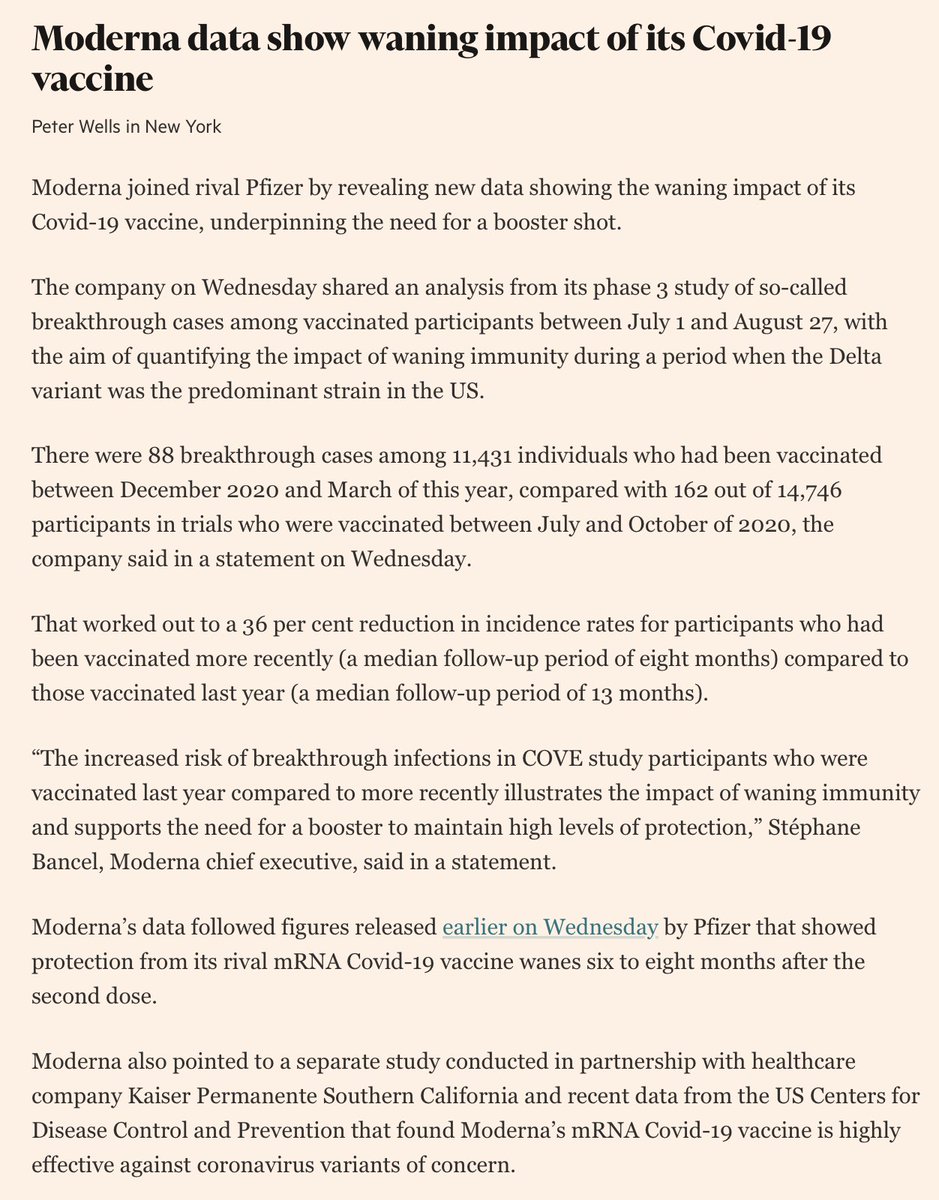 Moderna data show waning impact of its Covid-19
vaccine
Peter Wells in New York
Moderna joined rival Pfizer by revealing new data showing the waning impact of its
Covid-19 vaccine, underpinning the need for a booster shot.
The company on Wednesday shared an analysis from its phase 3 study of so-called
breakthrough cases among vaccinated participants between July 1 and August 27, with
the aim of quantifying the impact of waning immunity during a period when the Delta
variant was the predominant strain in the US.
There were 88 breakthrough cases among 11,431 individuals who had been vaccinated
between December 2020 and March of this year, compared with 162 out of 14,746
participants in trials who were vaccinated between July and October of 2020, the
company said in a statement on Wednesday.
That worked out to a 36 per cent reduction in incidence rates for participants who had
been vaccinated more recently (a median follow-up period of eight months) compared to
those vaccinated last year (a median follow-up period of 13 months).
“The increased risk of breakthrough infections in COVE study participants who were
vaccinated last year compared to more recently illustrates the impact of waning immunity
and supports the need for a booster to maintain high levels of protection,” Stéphane
Bancel, Moderna chief executive, said in a statement.
Moderna’s data followed figures released earlier on Wednesday by Pfizer that showed
protection from its rival mRNA Covid-19 vaccine wanes six to eight months after the
second dose.
Moderna also pointed to a separate study conducted in partnership with healthcare
company Kaiser Permanente Southern California and recent data from the US Centers for
Disease Control and Prevention that found Moderna’s mRNA Covid-19 vaccine is highly
effective against coronavirus variants of concern.